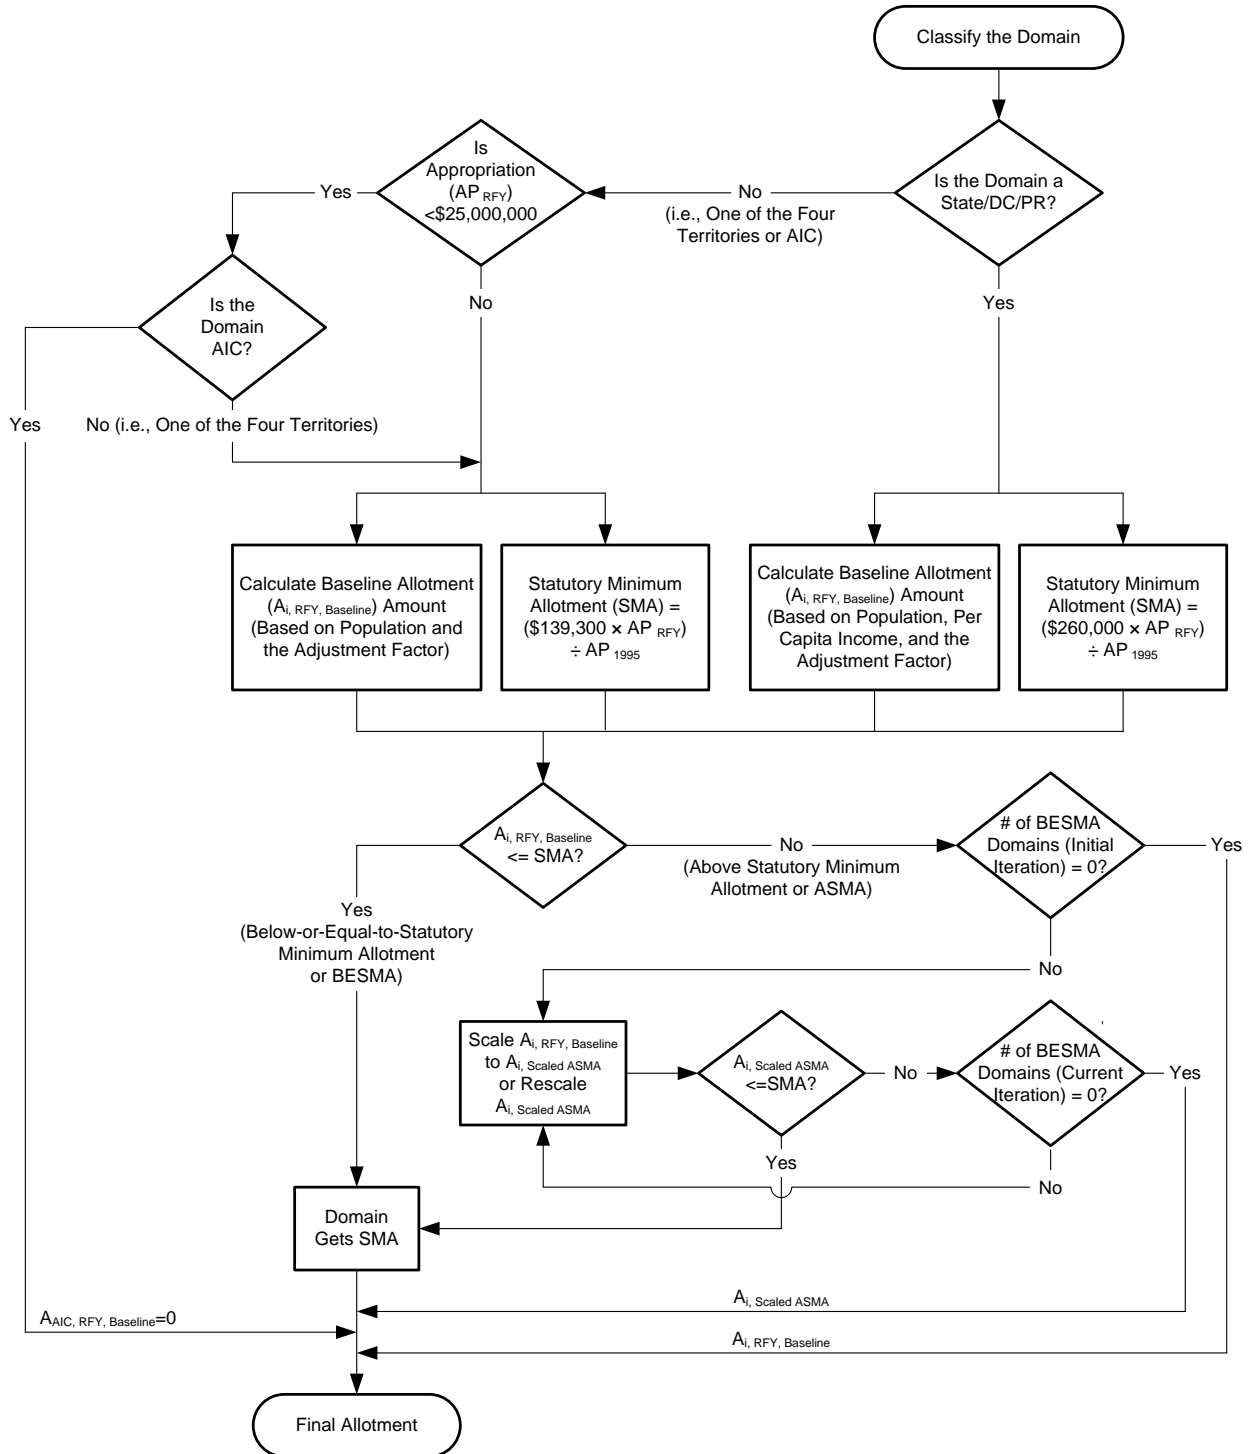 Classify the Domain
Is the Domain a
State/DC/PR?
No
(i.e., One of the Four
Territories or AIC)
Is
Appropriation
(AP RFY)
<$25,000,000
Yes
Is the
Domain
AIC?
No
Yes
Yes
No (i.e., One of the Four Territories)
Calculate Baseline Allotment
(Ai, RFY, Baseline) Amount
(Based on Population and
the Adjustment Factor)
Statutory Minimum
Allotment (SMA) =
($139,300 × AP RFY)
÷ AP 1995
Calculate Baseline Allotment
(Ai, RFY, Baseline) Amount
(Based on Population, Per
Capita Income, and the
Adjustment Factor)
Statutory Minimum
Allotment (SMA) =
($260,000 × AP RFY)
÷ AP 1995
Ai, RFY, Baseline
<= SMA?
No
(Above Statutory Minimum
Allotment or ASMA)
# of BESMA
Domains (Initial
Iteration) = 0?
Yes
Yes
(Below-or-Equal-to-Statutory
Minimum Allotment
or BESMA)
No
Scale Ai, RFY, Baseline
to Ai, Scaled ASMA
or Rescale
Ai, Scaled ASMA
Ai, Scaled ASMA
<=SMA?
No
# of BESMA
Domains (Current
Iteration) = 0?
Yes
Yes
No
Domain
Gets SMA
Ai, Scaled ASMA
AAIC, RFY, Baseline=0
Ai, RFY, Baseline
Final Allotment